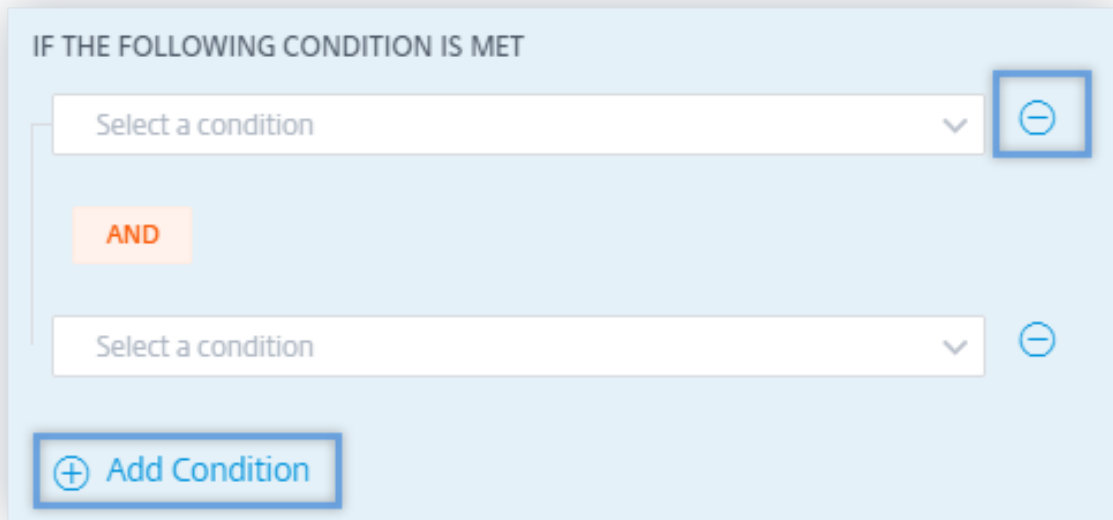 IF THE FOLLOWING CONDITION IS MET
Select a condition
AND
Select a condition
Add Condition